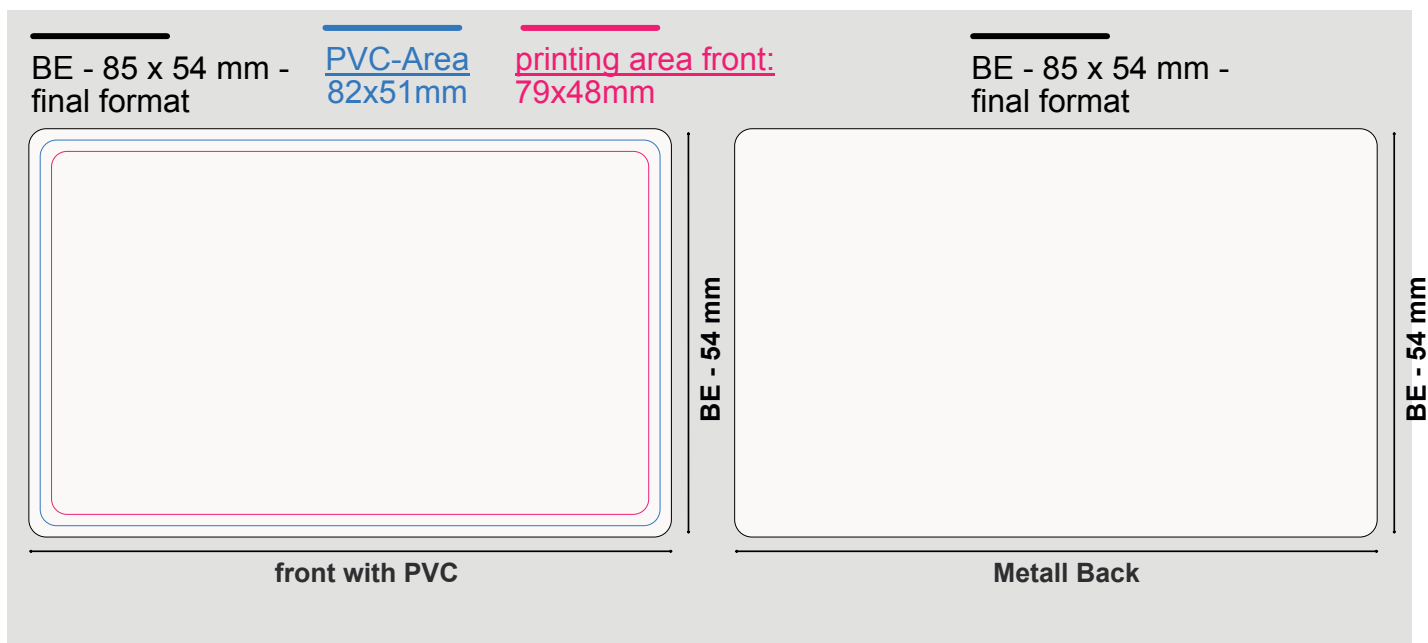 BE - 85 x 54 mm -
final format
PVC-Area
82x51mm
printing area front:
79x48mm
BE - 85 x 54 mm -
final format
BE - 54 mm
BE - 54 mm
front with PVC
Metall Back